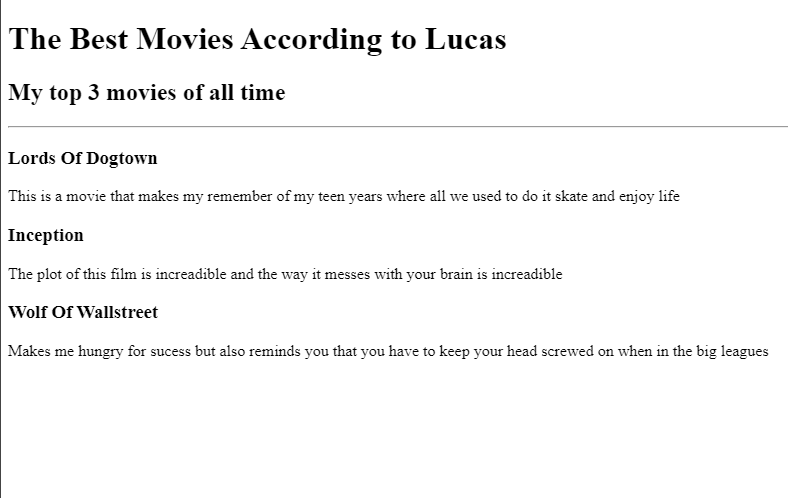 The Best Movies According to Lucas
My top 3 movies of all time
Lords Of Dogtown
This is a movie that makes my remember of my teen years where all we used to do it skate and enjoy life
Inception
The plot of this film is increadible and the way it messes with your brain is increadible
Wolf Of Wallstreet
Makes me hungry for sucess but also reminds you that you have to keep your head screwed on when in the big leagues